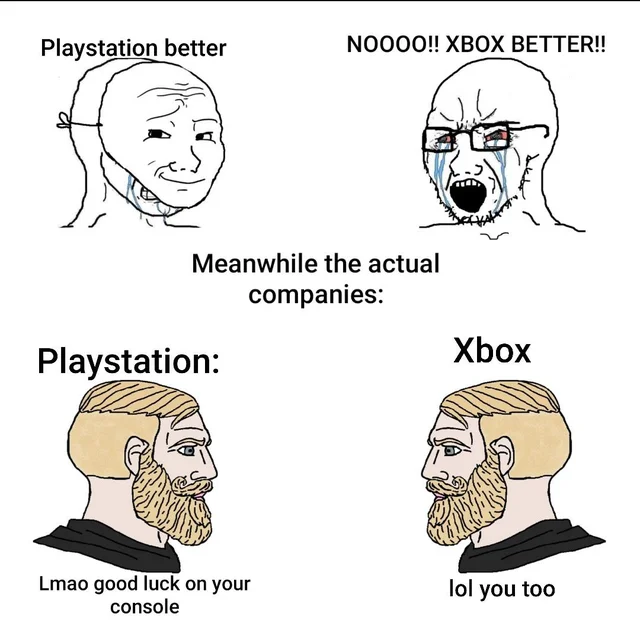 Playstation better
NOOOO!! XBOX BETTER!!
Meanwhile the actual
companies:
Playstation:
Xbox
Lmao good luck on your
console
lol you too